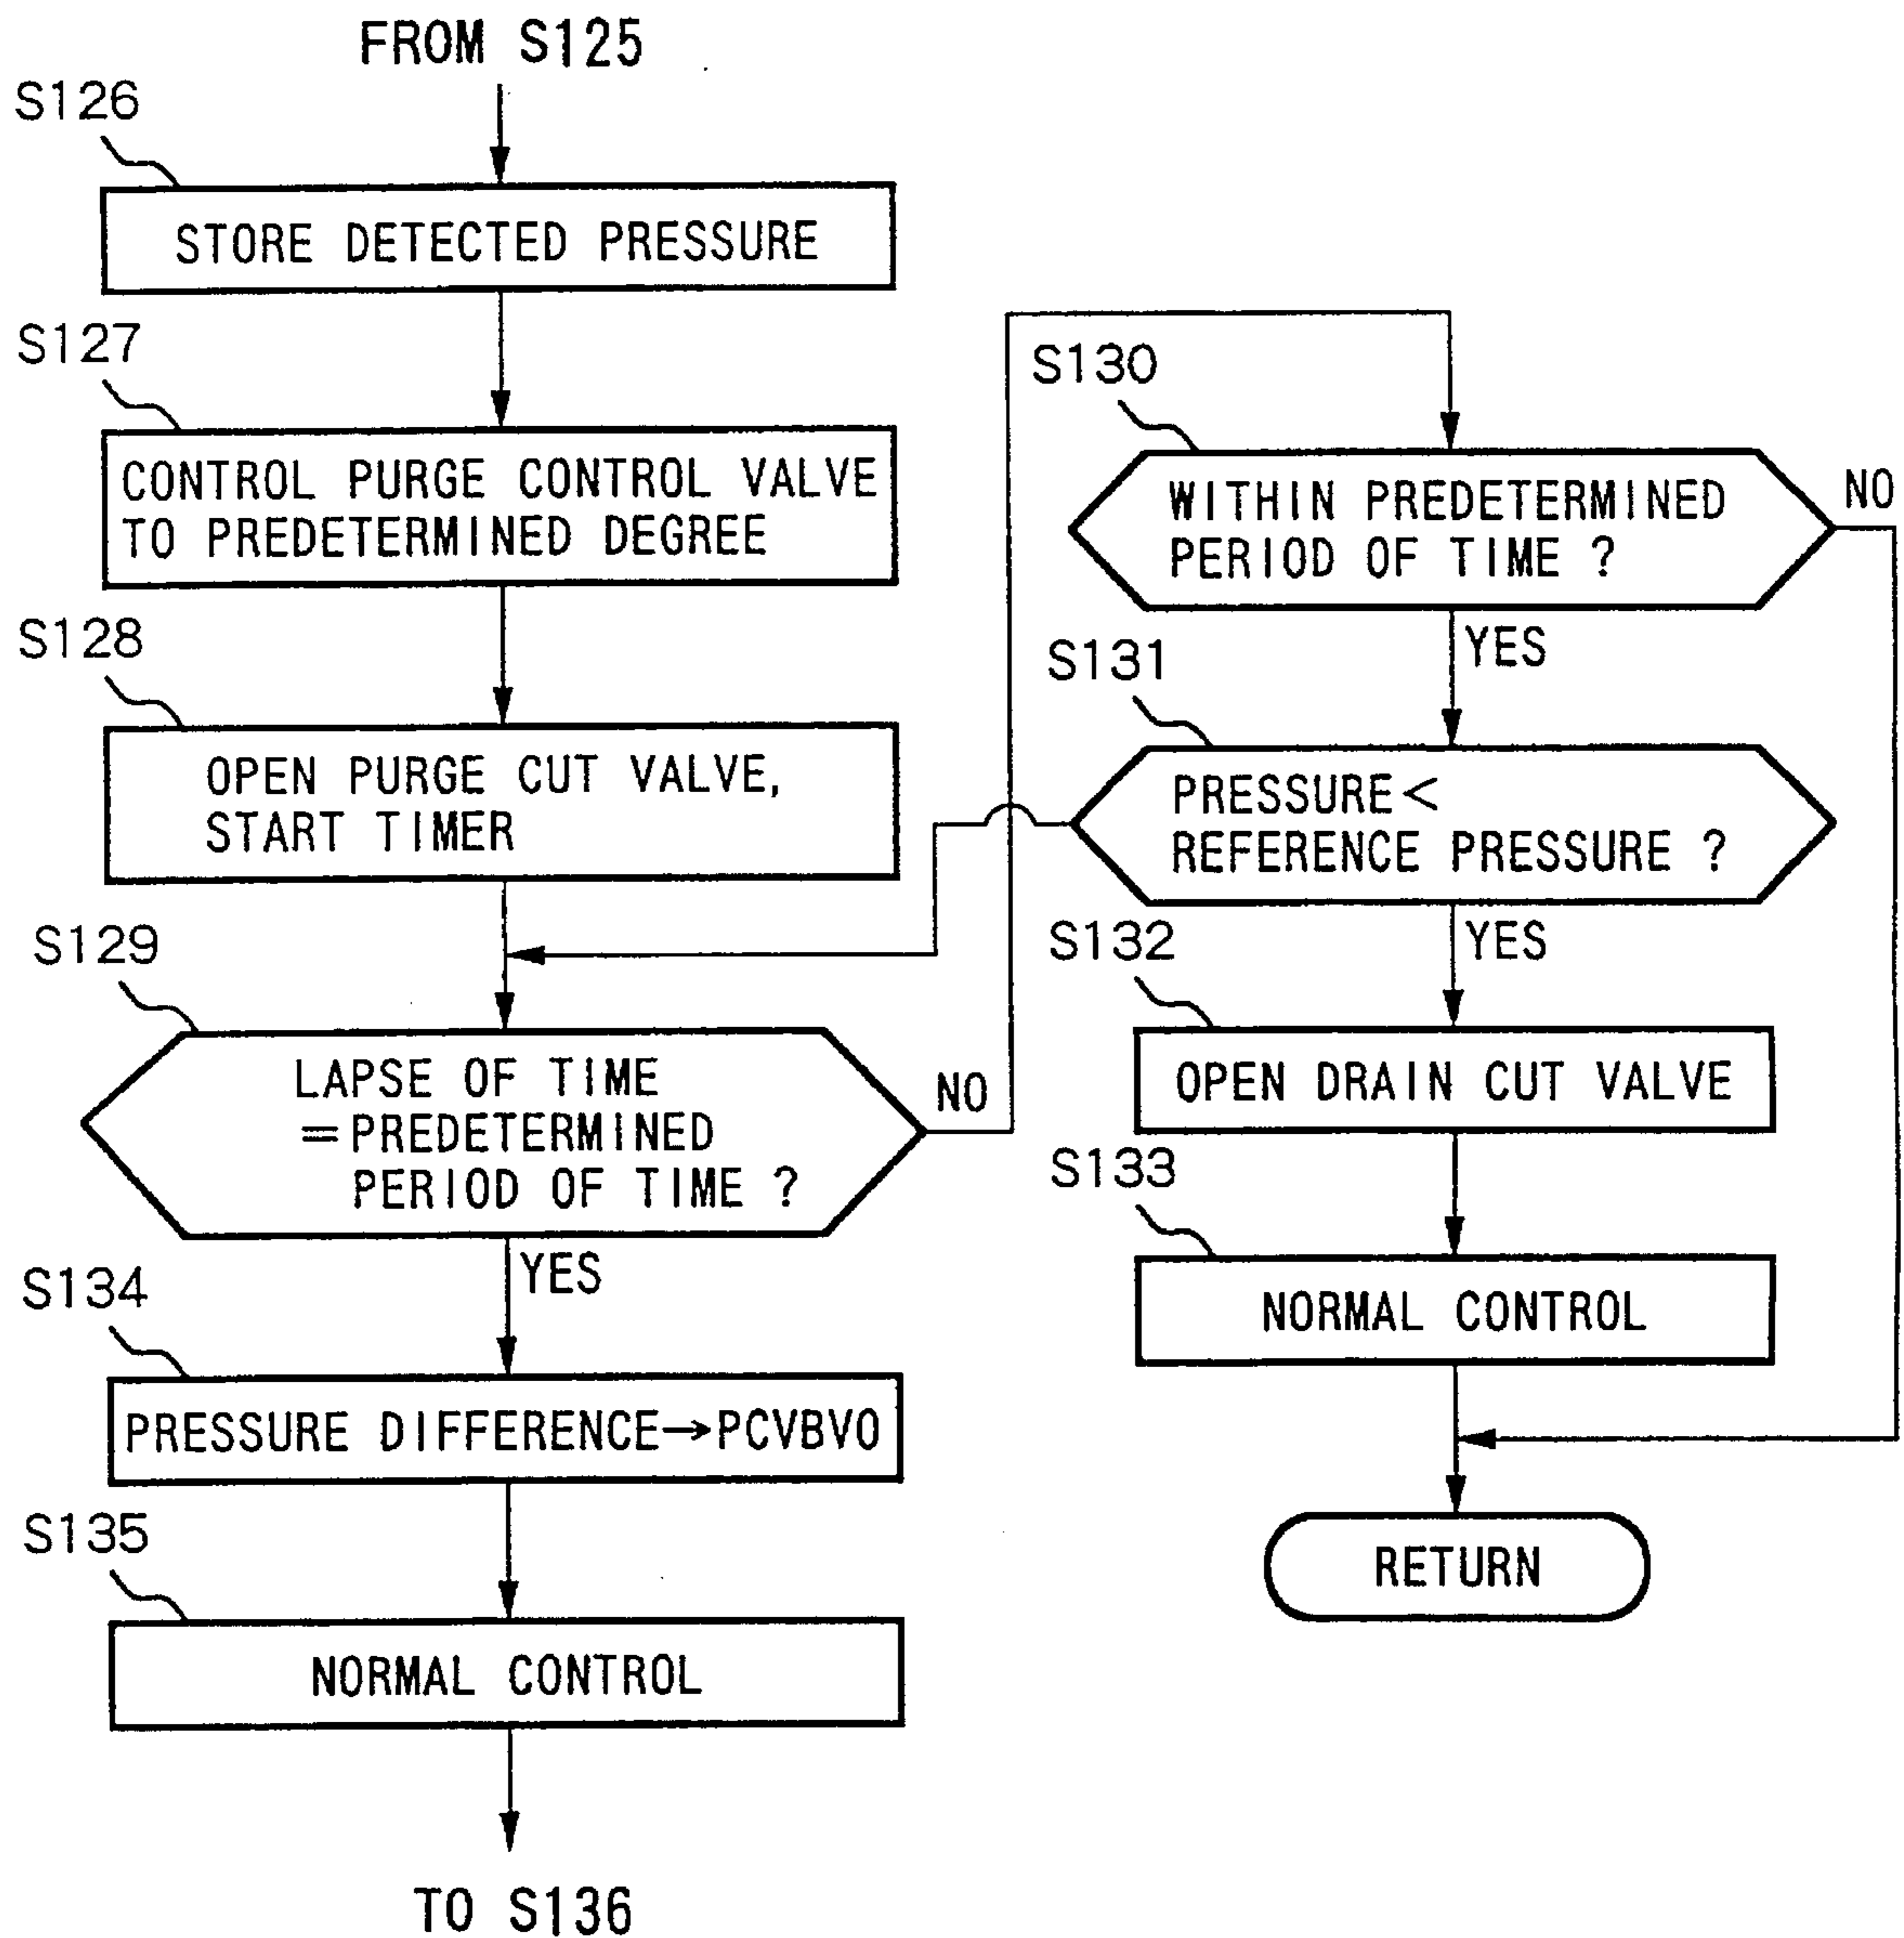 FROM S125
S126
STORE DETECTED PRESSURE
S127
CONTROL PURGE CONTROL VALVE
TO PREDETERMINED DEGREE
S128
OPEN PURGE CUT VALVE,
START TIMER
S129
LAPSE OF TIME
=PREDETERMINED
PERIOD OF TIME ?
NO
YES
S134
PRESSURE DIFFERENCE→PCVBV0
S135
NORMAL CONTROL
TO S136
S130
WITHIN PREDETERMINED
PERIOD OF TIME ?
NO
YES
S131
PRESSURE<
REFERENCE PRESSURE ?
YES
S132
OPEN DRAIN CUT VALVE
S133
NORMAL CONTROL
RETURN